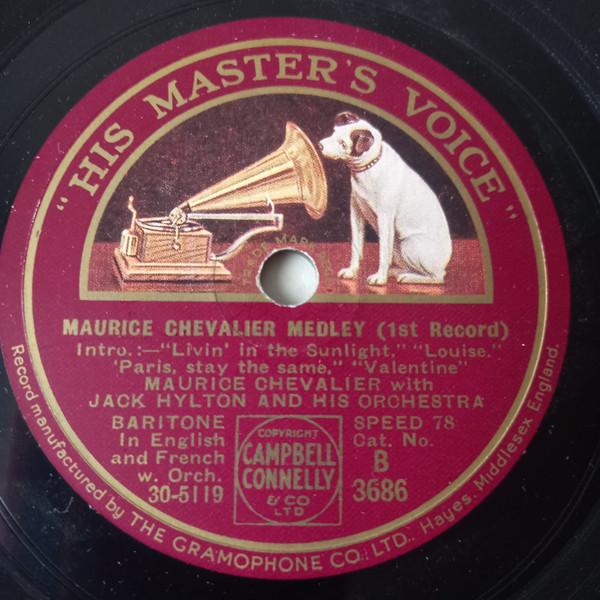 "HIS MASTER'S VOICE"
TRADE MARK
MAURICE CHEVALIER MEDLEY (1st Record)
Intro.:—"Livin' in the Sunlight," "Louise."
'Paris, stay the same," "Valentine"
MAURICE CHEVALIER with
JACK HYLTON AND HIS ORCHESTRA
BARITONE
In English
and French
w. Orch.
30-5119
COPYRIGHT
CAMPBELL
CONNELLY
& CO
LTD
SPEED 78
Cat. No.
B
3686
Record manufactured by THE GRAMOPHONE CO., LTD., Hayes, Middlesex, England.